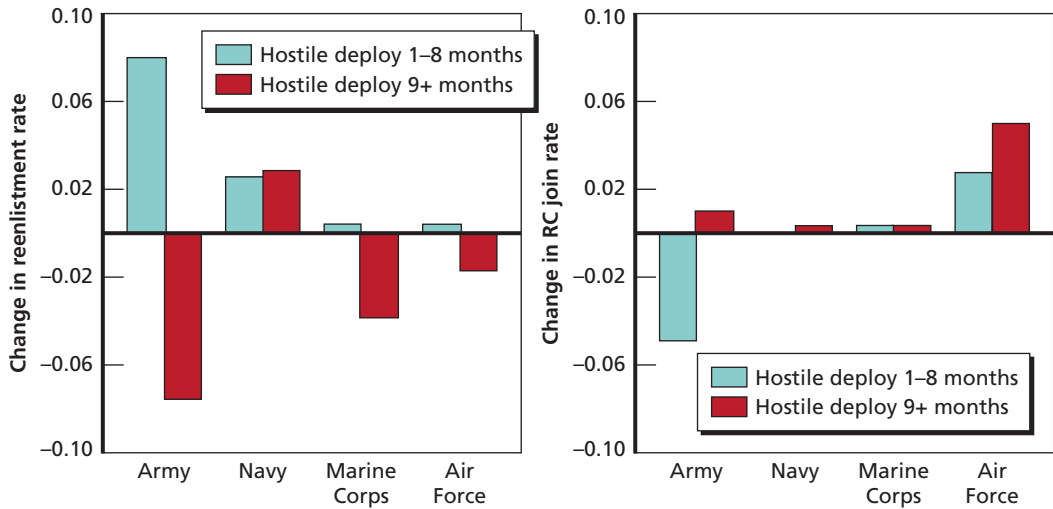 Change in reenlistment rate
0.10
0.06
0.02
–0.02
–0.06
–0.10
Hostile deploy 1–8 months
Hostile deploy 9+ months
Army
Navy
Marine
Corps
Air
Force
Change in RC join rate
0.10
0.06
0.02
–0.02
–0.06
–0.10
Hostile deploy 1–8 months
Hostile deploy 9+ months
Army
Navy
Marine
Corps
Air
Force